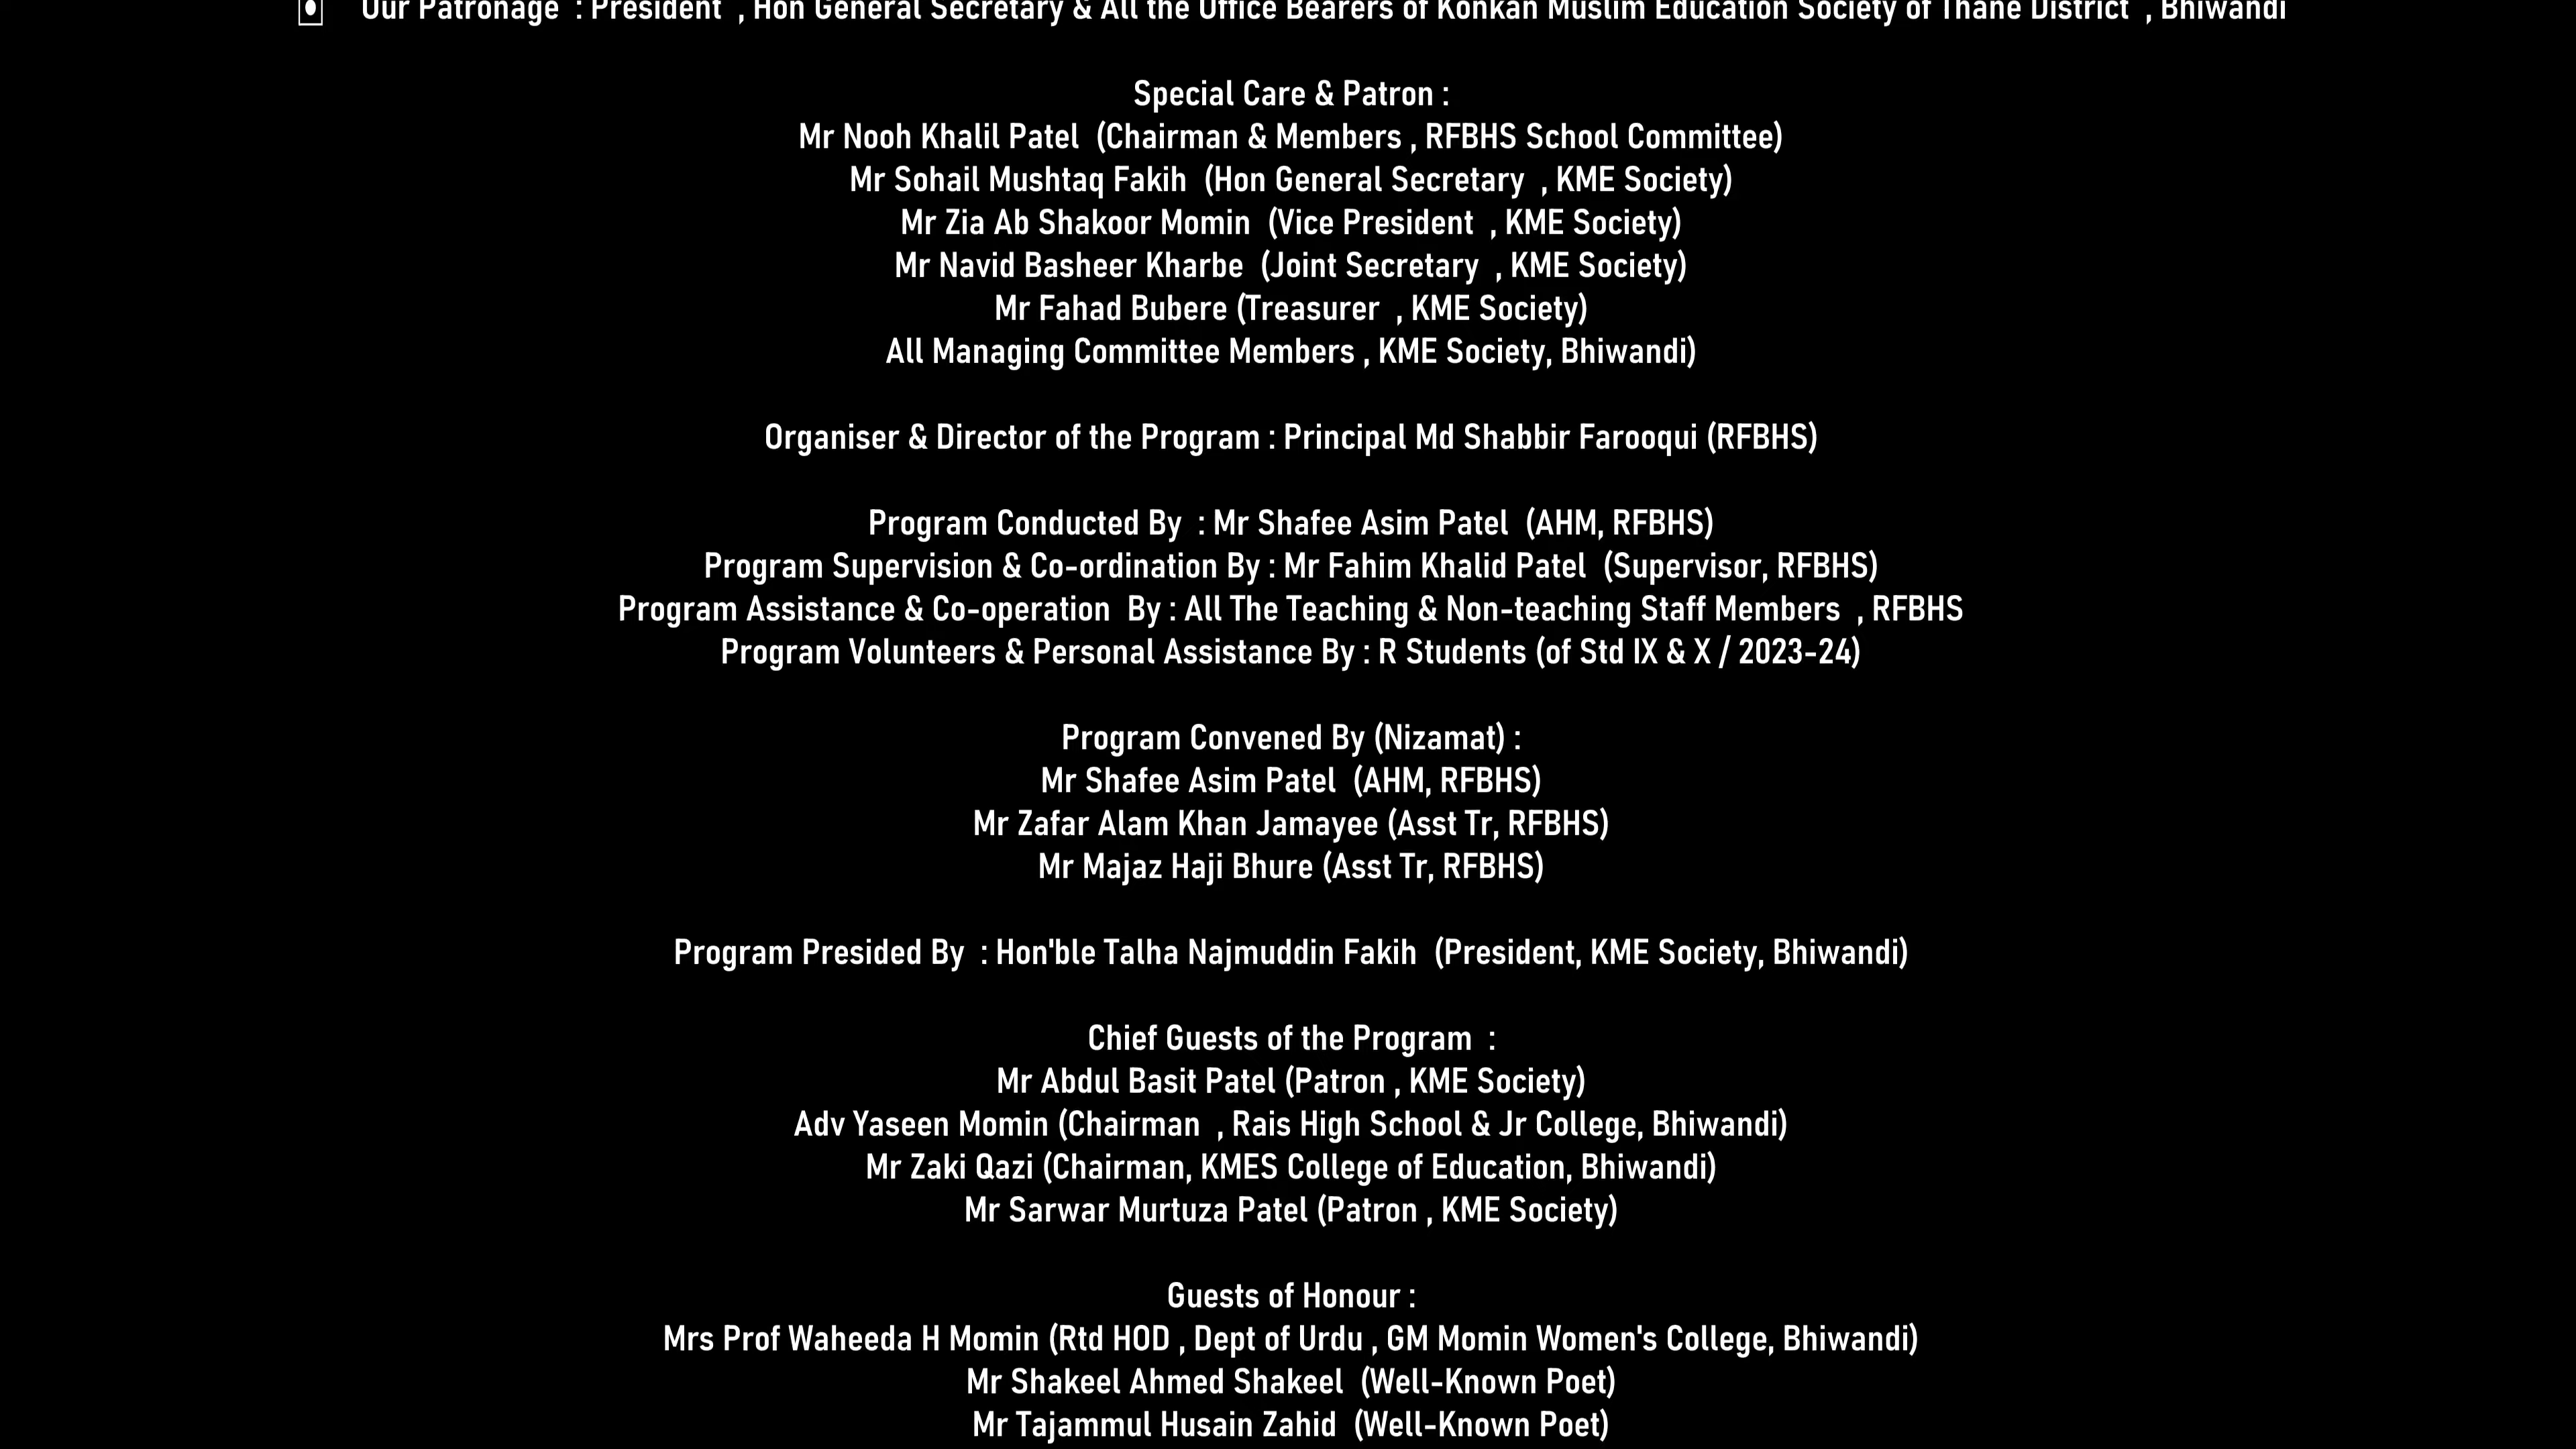 Our Patronage : President , Hon General Secretary & All the Office Bearers of Konkan Muslim Education Society of Thane District , Bhiwandi
Special Care & Patron :
Mr Nooh Khalil Patel (Chairman & Members , RFBHS School Committee)
Mr Sohail Mushtaq Fakih (Hon General Secretary , KME Society)
Mr Zia Ab Shakoor Momin (Vice President , KME Society)
Mr Navid Basheer Kharbe (Joint Secretary , KME Society)
Mr Fahad Bubere (Treasurer , KME Society)
All Managing Committee Members , KME Society, Bhiwandi)
Organiser & Director of the Program : Principal Md Shabbir Farooqui (RFBHS)
Program Conducted By : Mr Shafee Asim Patel (AHM, RFBHS)
Program Supervision & Co-ordination By : Mr Fahim Khalid Patel (Supervisor, RFBHS)
Program Assistance & Co-operation By : All The Teaching & Non-teaching Staff Members , RFBHS
Program Volunteers & Personal Assistance By : R Students (of Std IX & X / 2023-24)
Program Convened By (Nizamat) :
Mr Shafee Asim Patel (AHM, RFBHS)
Mr Zafar Alam Khan Jamayee (Asst Tr, RFBHS)
Mr Majaz Haji Bhure (Asst Tr, RFBHS)
Program Presided By : Hon'ble Talha Najmuddin Fakih (President, KME Society, Bhiwandi)
Chief Guests of the Program :
Mr Abdul Basit Patel (Patron , KME Society)
Adv Yaseen Momin (Chairman , Rais High School & Jr College, Bhiwandi)
Mr Zaki Qazi (Chairman, KMES College of Education, Bhiwandi)
Mr Sarwar Murtuza Patel (Patron , KME Society)
Guests of Honour :
Mrs Prof Waheeda H Momin (Rtd HOD , Dept of Urdu , GM Momin Women's College, Bhiwandi)
Mr Shakeel Ahmed Shakeel (Well-Known Poet)
Mr Tajammul Husain Zahid (Well-Known Poet)